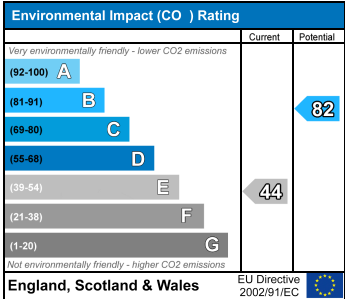 Environmental Impact (CO  ) Rating
Current Potential
Very environmentally friendly - lower CO2 emissions
(92-100) A
(81-91) B
82
(69-80) C
(55-68) D
(39-54) E
44
(21-38) F
(1-20) G
Not environmentally friendly - higher CO2 emissions
England, Scotland & Wales
EU Directive
2002/91/EC